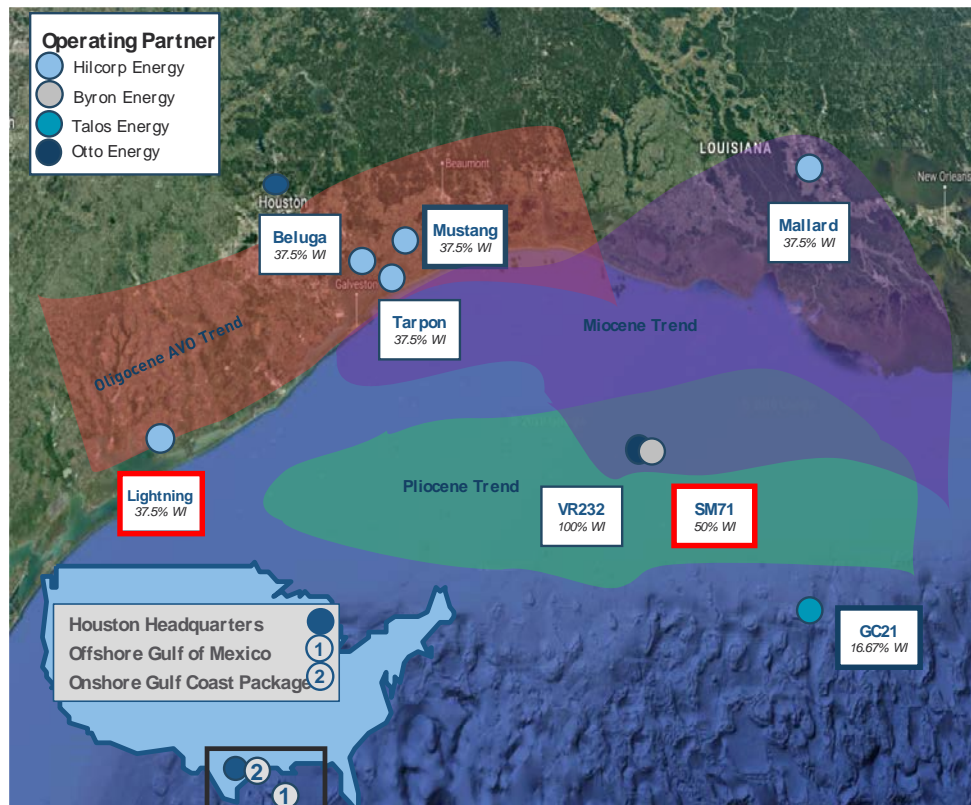 Operating Partner
Hilcorp Energy
Byron Energy
Talos Energy
Otto Energy
LOUISIANA
Beaumont
New Orleans
Houston
Beluga
37.5% WI
Mustang
37.5% WI
Mallard
37.5% WI
Galveston
Tarpon
37.5% WI
Miocene Trend
Oligocene AVO Trend
Lightning
37.5% WI
Pliocene Trend
VR232
100% WI
SM71
50% WI
GC21
16.67% WI
Houston Headquarters
Offshore Gulf of Mexico
1
Onshore Gulf Coast Package
2
2
1